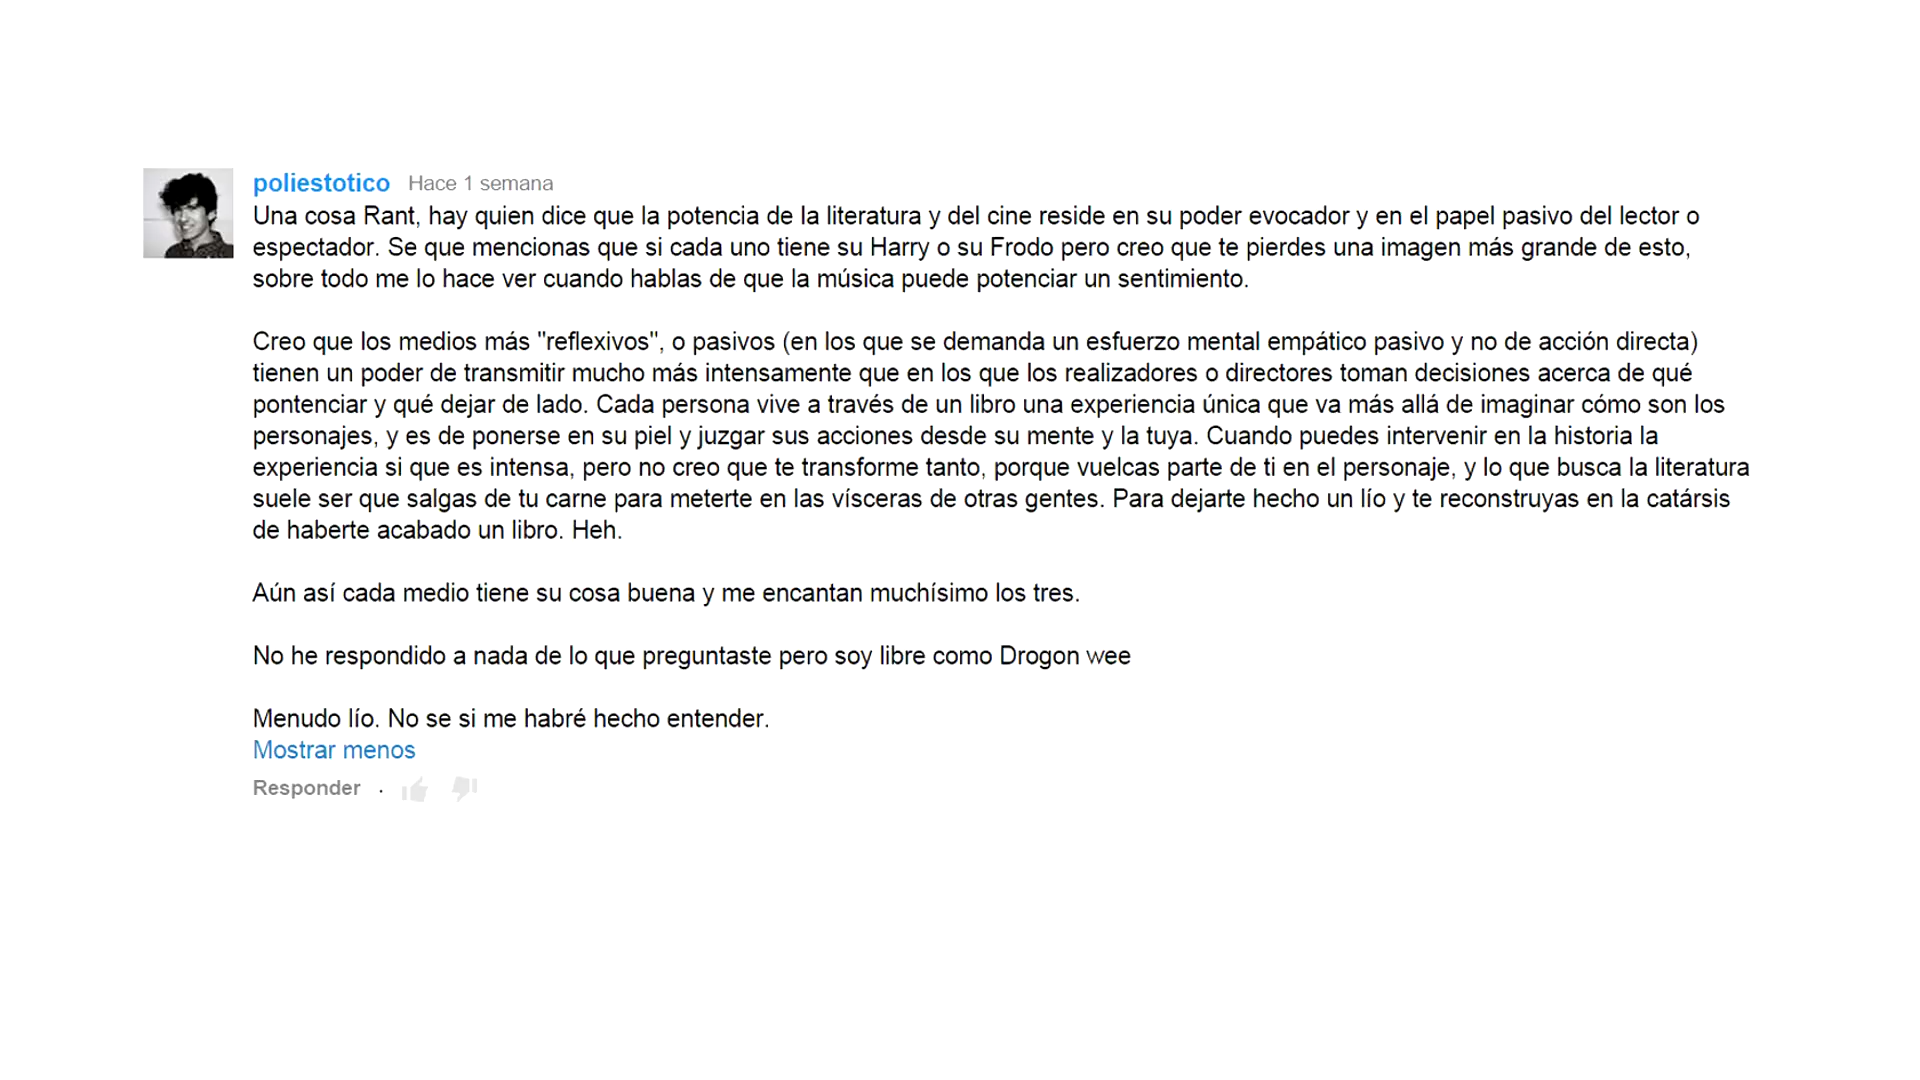 poliestotico Hace 1 semana
Una cosa Rant, hay quien dice que la potencia de la literatura y del cine reside en su poder evocador y en el papel pasivo del lector o
espectador. Se que mencionas que si cada uno tiene su Harry o su Frodo pero creo que te pierdes una imagen más grande de esto,
sobre todo me lo hace ver cuando hablas de que la música puede potenciar un sentimiento.
Creo que los medios más "reflexivos", o pasivos (en los que se demanda un esfuerzo mental empático pasivo y no de acción directa)
tienen un poder de transmitir mucho más intensamente que en los que los realizadores o directores toman decisiones acerca de qué
pontenciar y qué dejar de lado. Cada persona vive a través de un libro una experiencia única que va más allá de imaginar cómo son los
personajes, y es de ponerse en su piel y juzgar sus acciones desde su mente y la tuya. Cuando puedes intervenir en la historia la
experiencia si que es intensa, pero no creo que te transforme tanto, porque vuelcas parte de ti en el personaje, y lo que busca la literatura
suele ser que salgas de tu carne para meterte en las vísceras de otras gentes. Para dejarte hecho un lío y te reconstruyas en la catársis
de haberte acabado un libro. Heh.
Aún así cada medio tiene su cosa buena y me encantan muchísimo los tres.
No he respondido a nada de lo que preguntaste pero soy libre como Drogon wee
Menudo lío. No se si me habré hecho entender.
Mostrar menos
Responder ·